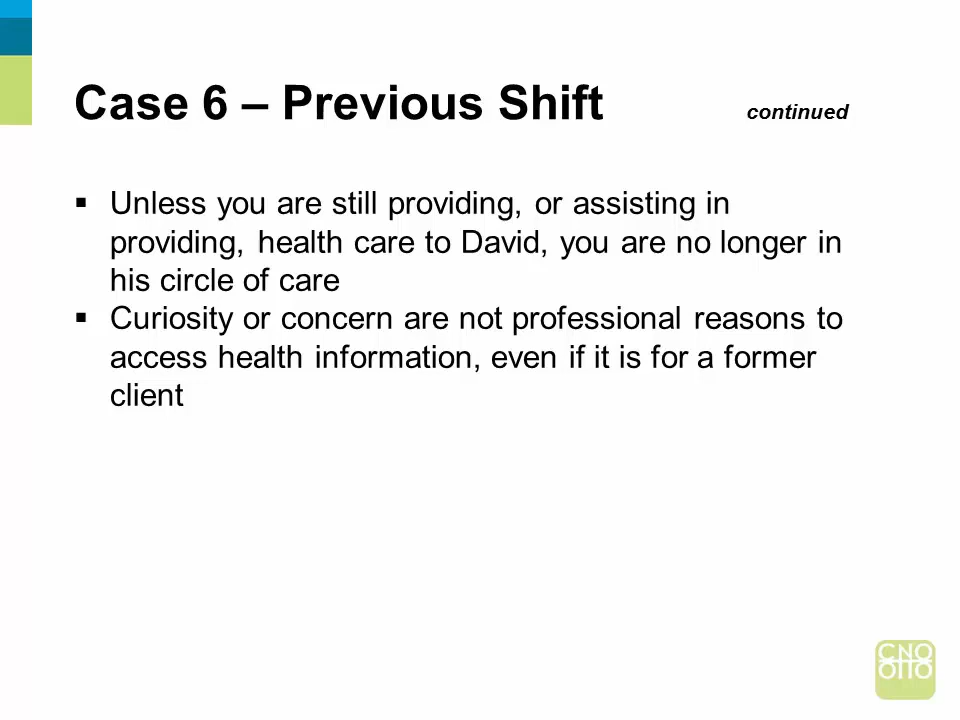 Case 6 – Previous Shift continued
▪ Unless you are still providing, or assisting in
providing, health care to David, you are no longer in
his circle of care
▪ Curiosity or concern are not professional reasons to
access health information, even if it is for a former
client
CNO
OIIO